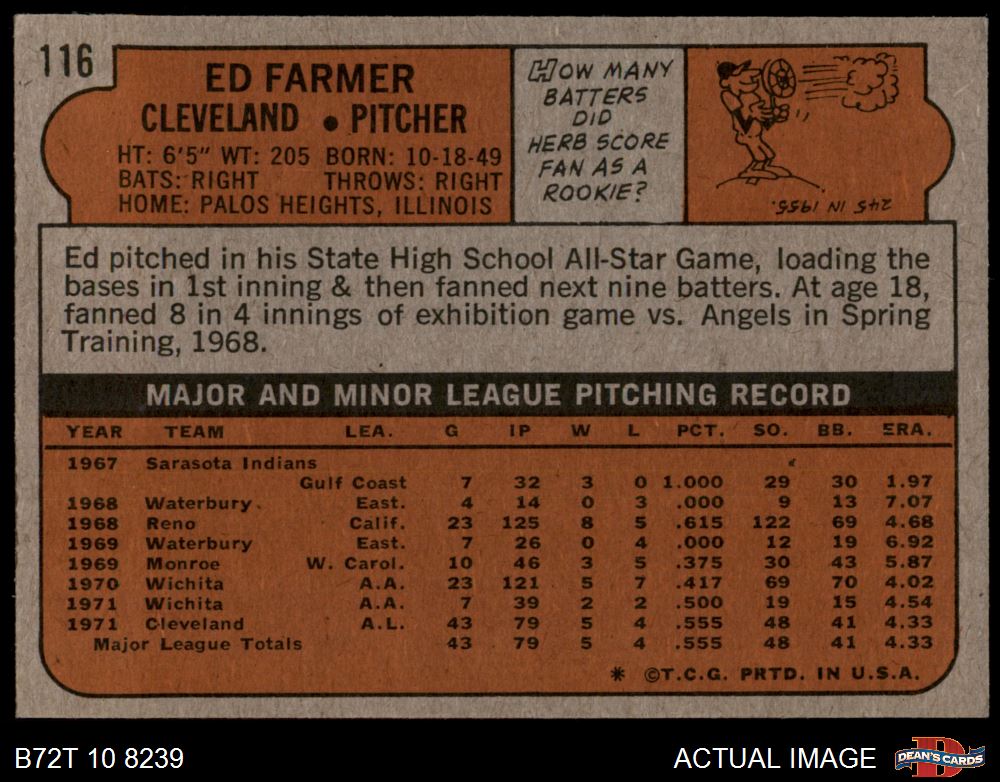 116
ED FARMER
CLEVELAND • PITCHER
HT: 6'5" WT: 205 BORN: 10-18-49
BATS: RIGHT THROWS: RIGHT
HOME: PALOS HEIGHTS, ILLINOIS
HOW MANY
BATTERS
DID
HERB SCORE
FAN AS A
ROOKIE?
245 IN 1955.
Ed pitched in his State High School All-Star Game, loading the
bases in 1st inning & then fanned next nine batters. At age 18,
fanned 8 in 4 innings of exhibition game vs. Angels in Spring
Training, 1968.
MAJOR AND MINOR LEAGUE PITCHING RECORD
YEAR TEAM LEA. G IP W L PCT. SO. BB. ERA.
1967 Sarasota Indians
Gulf Coast 7 32 3 0 1.000 29 30 1.97
1968 Waterbury. East. 4 14 0 3 .000 9 13 7.07
1968 Reno Calif. 23 125 8 5 .615 122 69 4.68
1969 Waterbury East. 7 26 0 4 .000 12 19 6.92
1969 Monroe W. Carol. 10 46 3 5 .375 30 43 5.87
1970 Wichita A.A. 23 121 5 7 .417 69 70 4.02
1971 Wichita A.A. 7 39 2 2 .500 19 15 4.54
1971 Cleveland A.L. 43 79 5 4 .555 48 41 4.33
Major League Totals 43 79 5 4 .555 48 41 4.33
* ©T.C.G. PRTD. IN U.S.A.
B72T 10 8239
ACTUAL IMAGE
D
DEAN'S CARDS